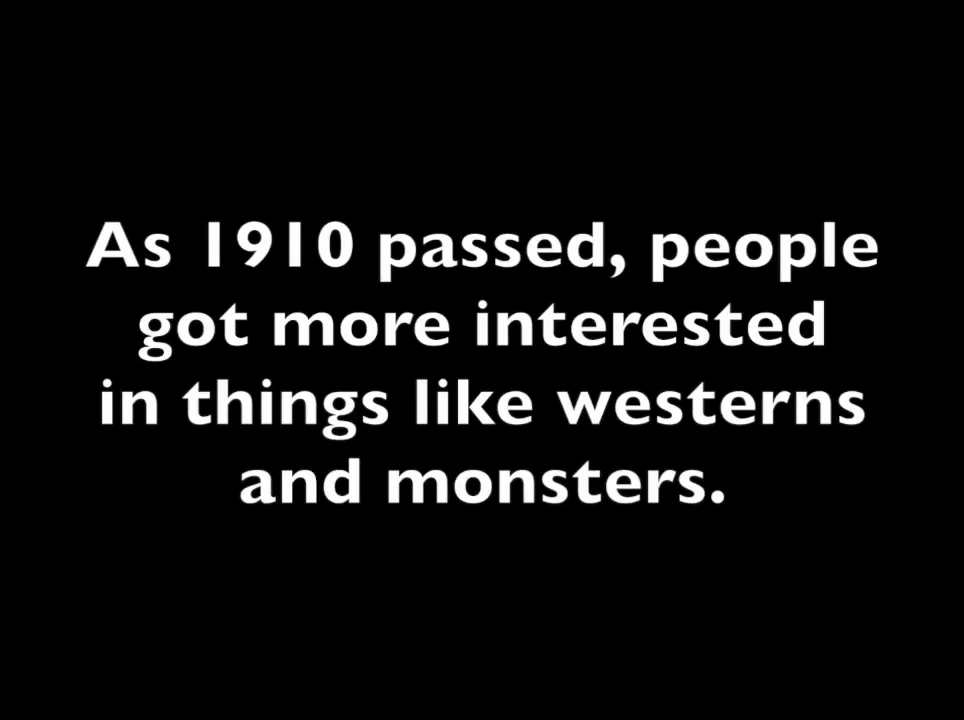 As 1910 passed, people
got more interested
in things like westerns
and monsters.